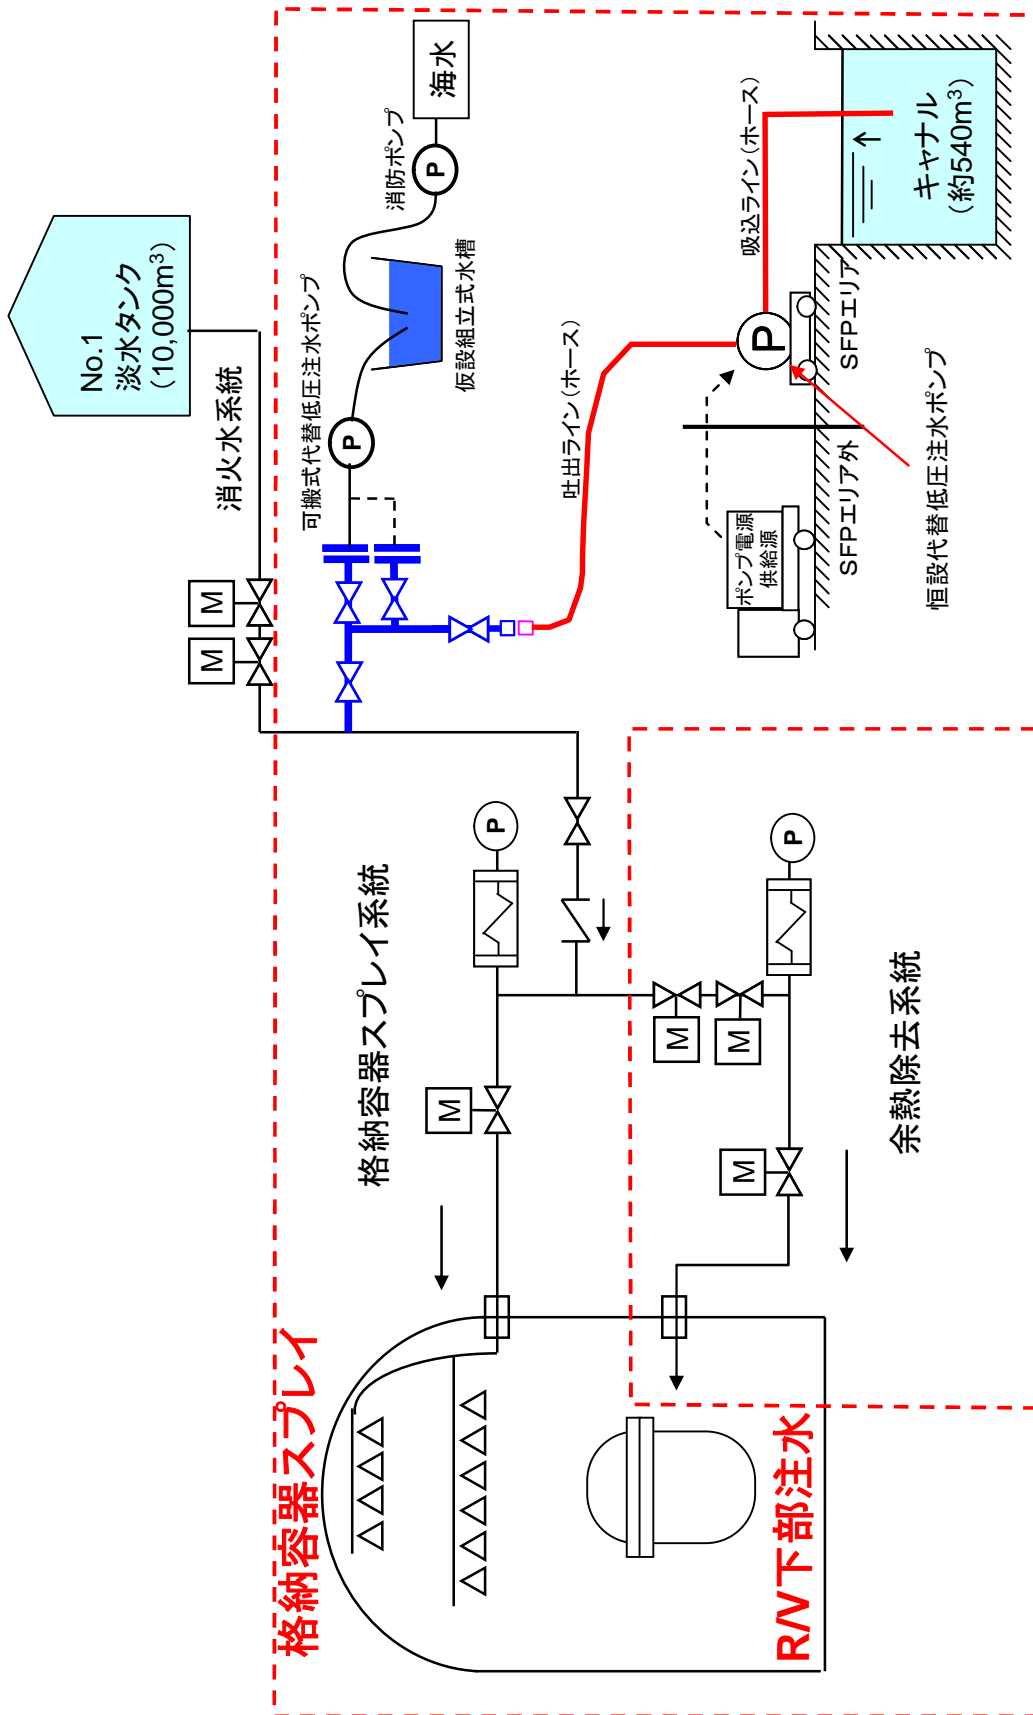 格納容器スプレイ
R/V下部注水
格納容器スプレイ系統
余熱除去系統
M
M
M
M
P
P
M
M
消火水系統
No.1
淡水タンク
(10,000m³)
可搬式代替低圧注水ポンプ
P
仮設組立式水槽
消防ポンプ
P
海水
吐出ライン(ホース)
吸込ライン(ホース)
ポンプ電源
供給源
P
SFPエリア外
SFPエリア
恒設代替低圧注水ポンプ
キャナル
(約540m³)